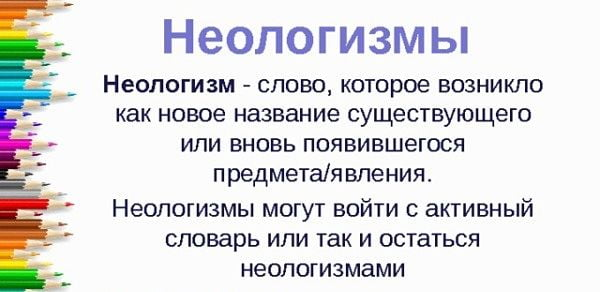 Неологизмы
Неологизм - слово, которое возникло
как новое название существующего
или вновь появившегося
предмета/явления.
Неологизмы могут войти с активный
словарь или так и остаться
неологизмами